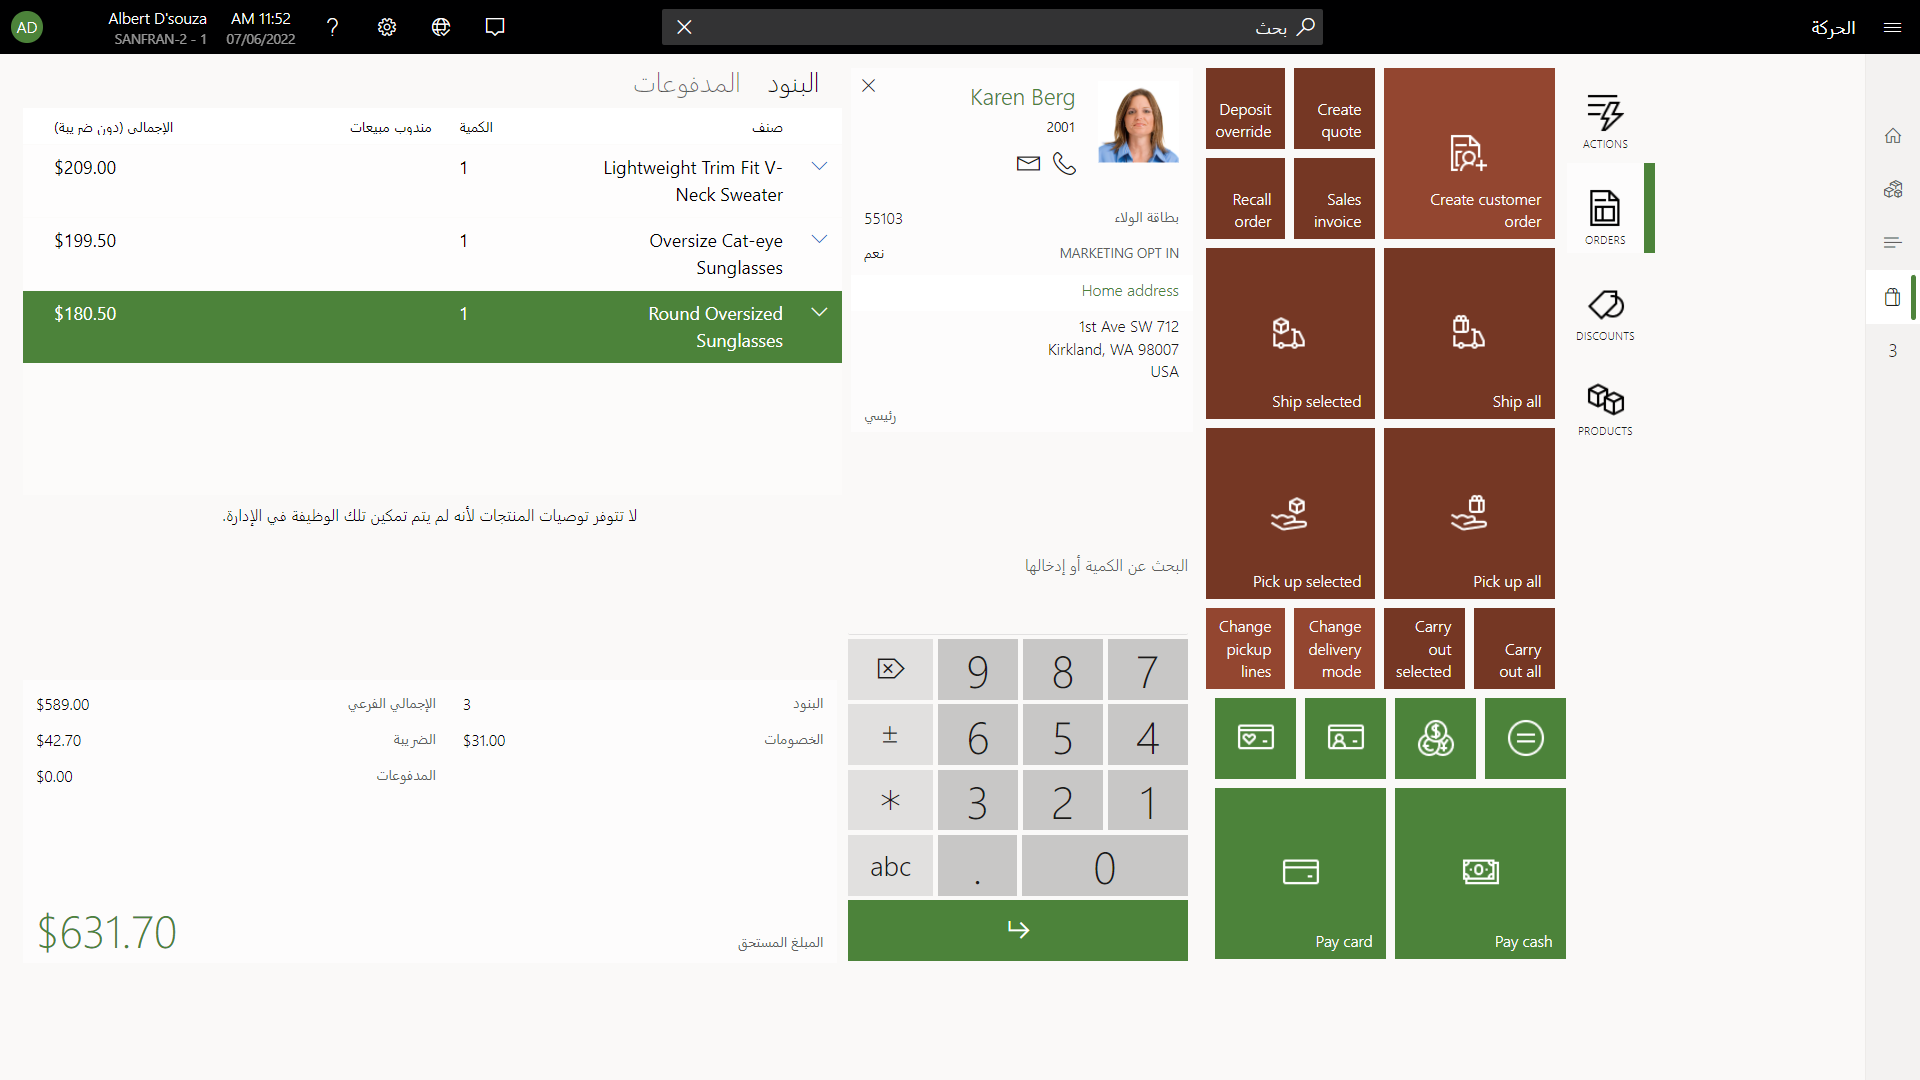 الحركة
بحث
AM 11:52
07/06/2022
Albert D'souza
SANFRAN-2 - 1
AD
3
ACTIONS
ORDERS
DISCOUNTS
PRODUCTS
Create customer
order
Create
quote
Deposit
override
Sales
invoice
Recall
order
Ship all
Ship selected
Pick up all
Pick up selected
Carry
out all
Carry
out
selected
Change
delivery
mode
Change
pickup
lines
Pay cash
Pay card
Karen Berg
2001
بطاقة الولاء 55103
MARKETING OPT IN نعم
Home address
1st Ave SW 712
Kirkland, WA 98007
USA
رئيسي
البحث عن الكمية أو إدخالها
7 8 9
4 5 6 ±
1 2 3 *
0 . abc
البنود المدفوعات
صنف الكمية مندوب مبيعات الإجمالي (دون ضريبة)
Lightweight Trim Fit V- 1 $209.00
Neck Sweater
Oversize Cat-eye 1 $199.50
Sunglasses
Round Oversized 1 $180.50
Sunglasses
لا تتوفر توصيات المنتجات لأنه لم يتم تمكين تلك الوظيفة في الإدارة.
البنود 3 الإجمالي الفرعي $589.00
الخصومات $31.00 الضريبة $42.70
المدفوعات $0.00
المبلغ المستحق $631.70